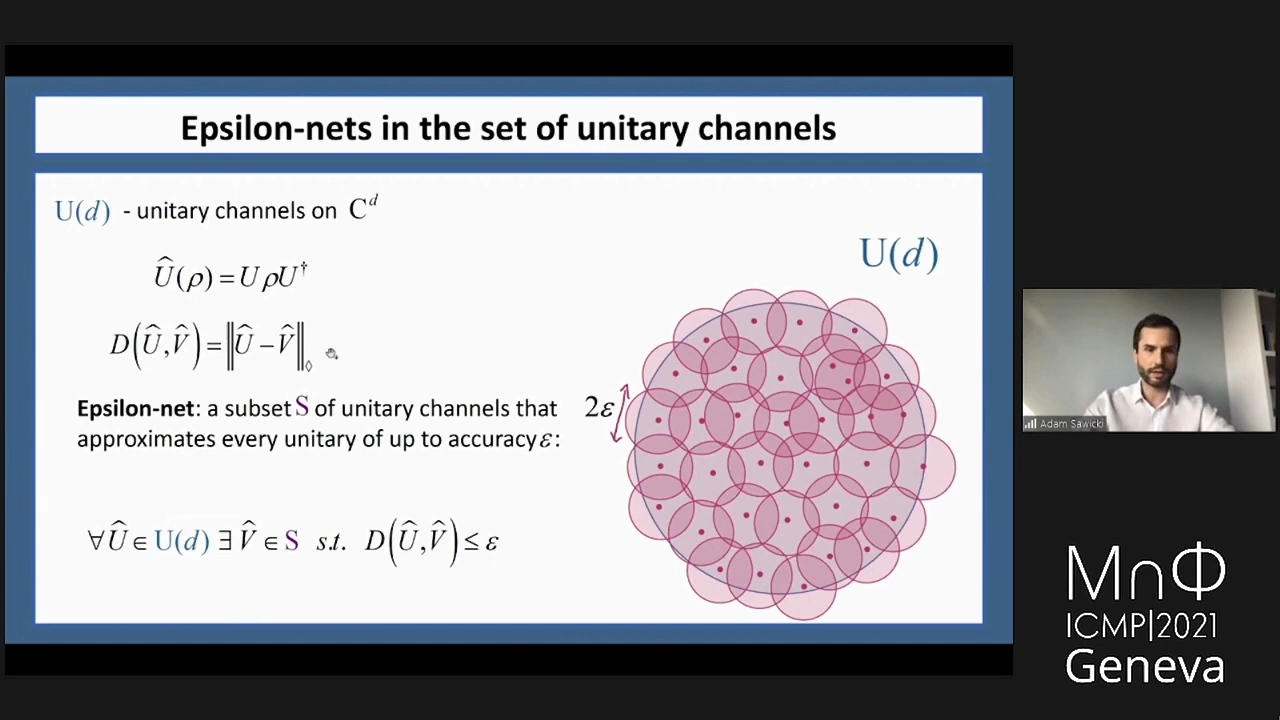 Epsilon-nets in the set of unitary channels
U(d) - unitary channels on C^d
Û(ρ) = UρU†
D(Û,V̂) = ‖Û − V̂‖◊
Epsilon-net: a subset S of unitary channels that
approximates every unitary of up to accuracy ε:
∀Û ∈ U(d) ∃ V̂ ∈ S s.t. D(Û,V̂) ≤ ε
U(d)
2ε
Adam Sawicki
M∩Φ
ICMP|2021
Geneva